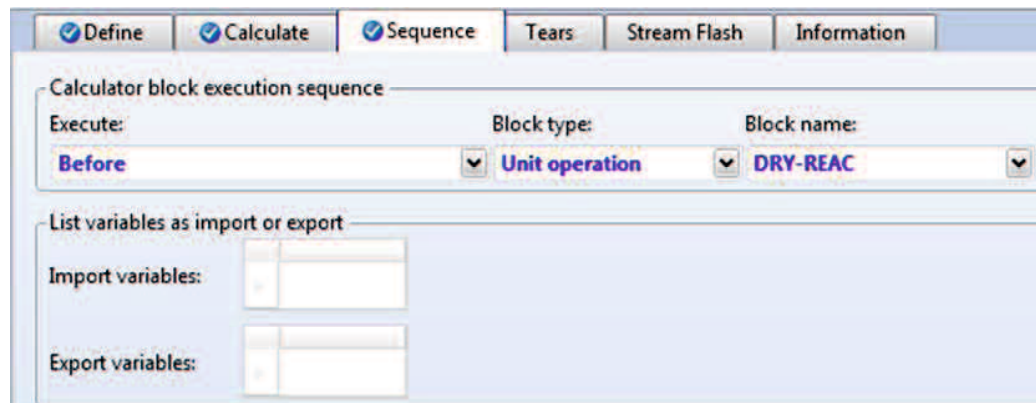 Define Calculate Sequence Tears Stream Flash Information
Calculator block execution sequence
Execute: Block type: Block name:
Before Unit operation DRY-REAC
List variables as import or export
Import variables:
Export variables: